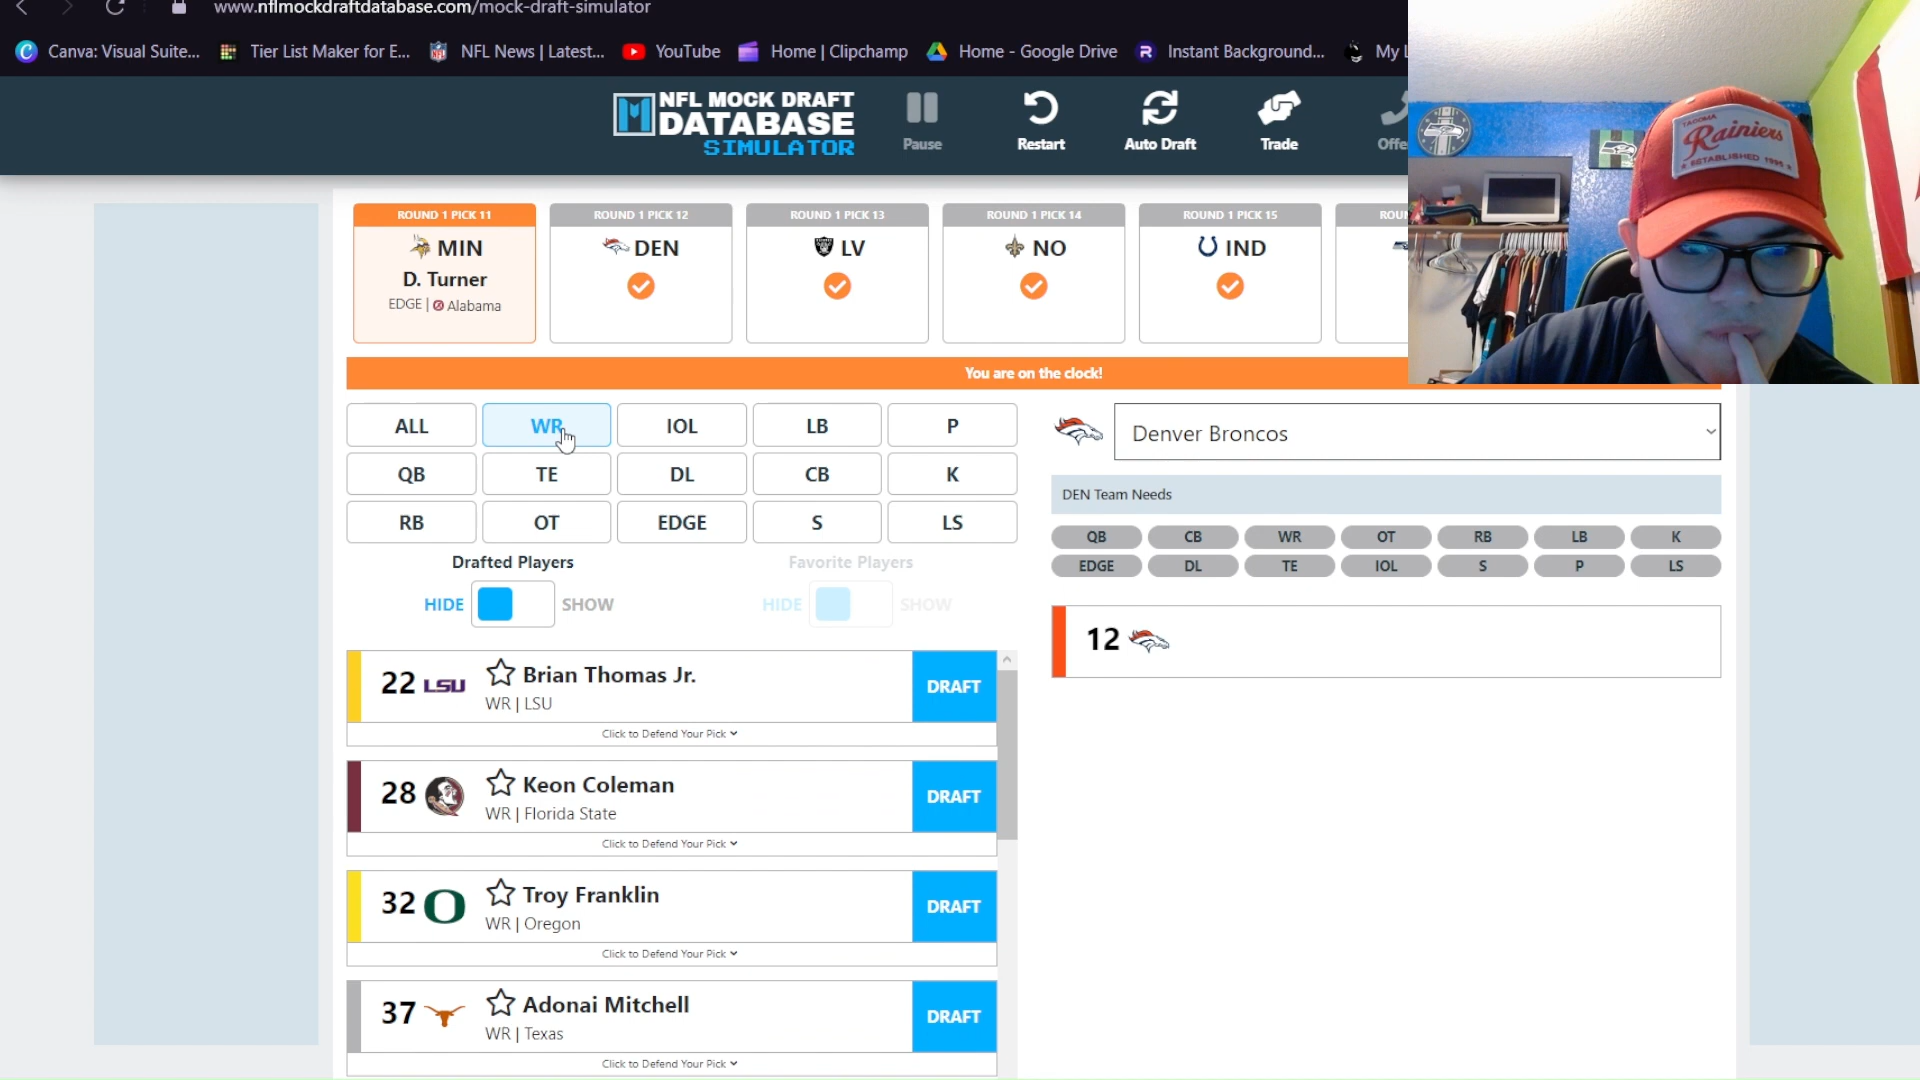 www.nflmockdraftdatabase.com/mock-draft-simulator
Canva: Visual Suite...
Tier List Maker for E...
NFL News | Latest...
YouTube
Home | Clipchamp
Home - Google Drive
R
Instant Background...
My
NFL MOCK DRAFT
DATABASE
SIMULATOR
Pause
Restart
Auto Draft
Trade
Offe
TACOMA
Rainiers
ESTABLISHED 1995
ROUND 1 PICK 11
MIN
D. Turner
EDGE | Alabama
ROUND 1 PICK 12
DEN
ROUND 1 PICK 13
LV
ROUND 1 PICK 14
NO
ROUND 1 PICK 15
IND
ROU
You are on the clock!
ALL
WR
IOL
LB
P
QB
TE
DL
CB
K
RB
OT
EDGE
S
LS
Drafted Players
HIDE
SHOW
Favorite Players
HIDE
SHOW
22
LSU
Brian Thomas Jr.
WR | LSU
DRAFT
Click to Defend Your Pick
28
Keon Coleman
WR | Florida State
DRAFT
Click to Defend Your Pick
32
Troy Franklin
WR | Oregon
DRAFT
Click to Defend Your Pick
37
Adonai Mitchell
WR | Texas
DRAFT
Click to Defend Your Pick
Denver Broncos
DEN Team Needs
QB
CB
WR
OT
RB
LB
K
EDGE
DL
TE
IOL
S
P
LS
12